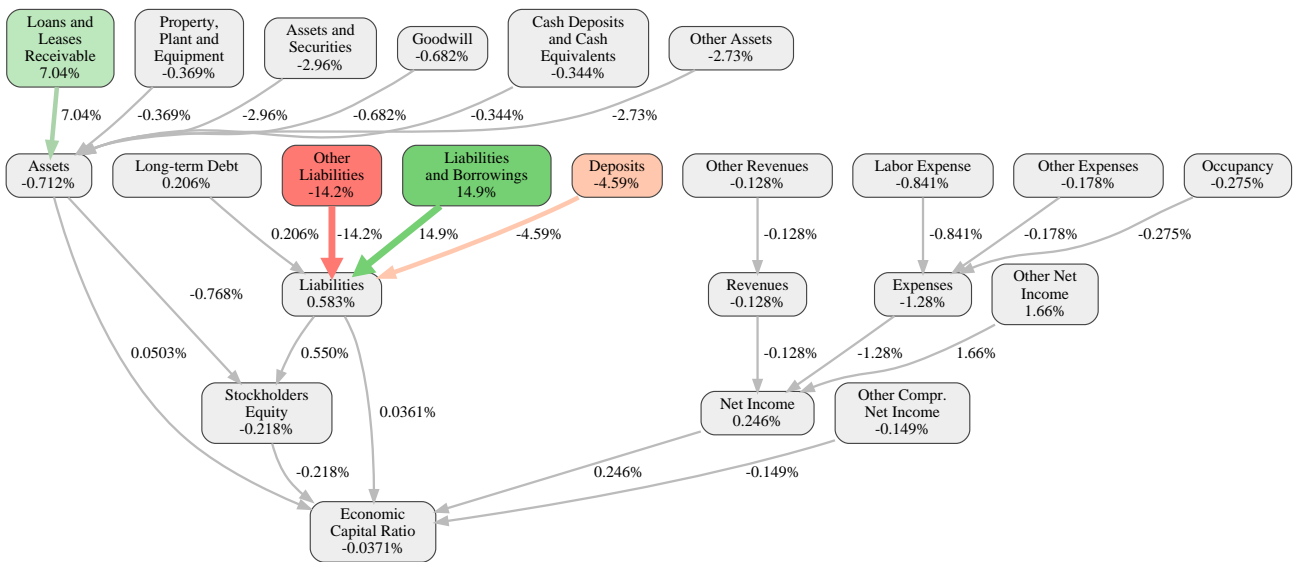 Loans and
Leases
Receivable
7.04%
Property,
Plant and
Equipment
-0.369%
Assets and
Securities
-2.96%
Goodwill
-0.682%
Cash Deposits
and Cash
Equivalents
-0.344%
Other Assets
-2.73%
7.04%
-0.369%
-2.96%
-0.682%
-0.344%
-2.73%
Assets
-0.712%
Long-term Debt
0.206%
Other
Liabilities
-14.2%
Liabilities
and Borrowings
14.9%
Deposits
-4.59%
Other Revenues
-0.128%
Labor Expense
-0.841%
Other Expenses
-0.178%
Occupancy
-0.275%
0.206%
-14.2%
14.9%
-4.59%
-0.128%
-0.841%
-0.178%
-0.275%
Liabilities
0.583%
Revenues
-0.128%
Expenses
-1.28%
Other Net
Income
1.66%
-0.768%
0.0503%
0.550%
-0.128%
-1.28%
1.66%
Stockholders
Equity
-0.218%
0.0361%
Net Income
0.246%
Other Compr.
Net Income
-0.149%
-0.218%
0.246%
-0.149%
Economic
Capital Ratio
-0.0371%